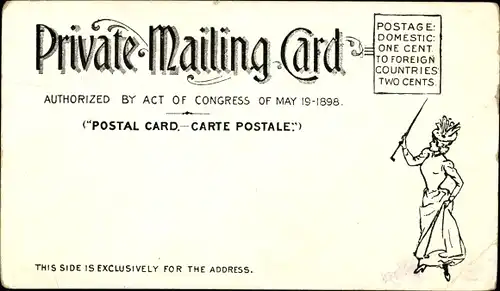 Private Mailing Card
POSTAGE:
DOMESTIC:
ONE CENT
TO FOREIGN
COUNTRIES
TWO CENTS.
AUTHORIZED BY ACT OF CONGRESS OF MAY 19-1898.
("POSTAL CARD.—CARTE POSTALE".)
THIS SIDE IS EXCLUSIVELY FOR THE ADDRESS.